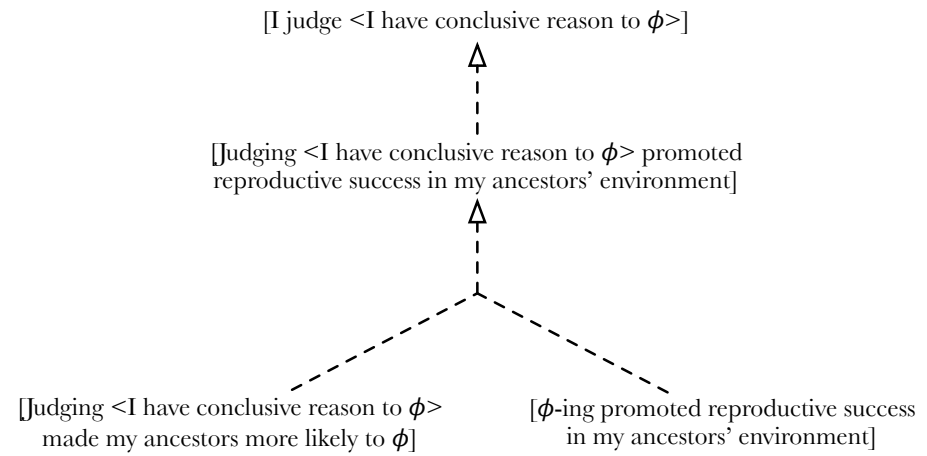 [I judge <I have conclusive reason to ϕ>]
[Judging <I have conclusive reason to ϕ> promoted
reproductive success in my ancestors’ environment]
[Judging <I have conclusive reason to ϕ>
made my ancestors more likely to ϕ]
[ϕ-ing promoted reproductive success
in my ancestors’ environment]